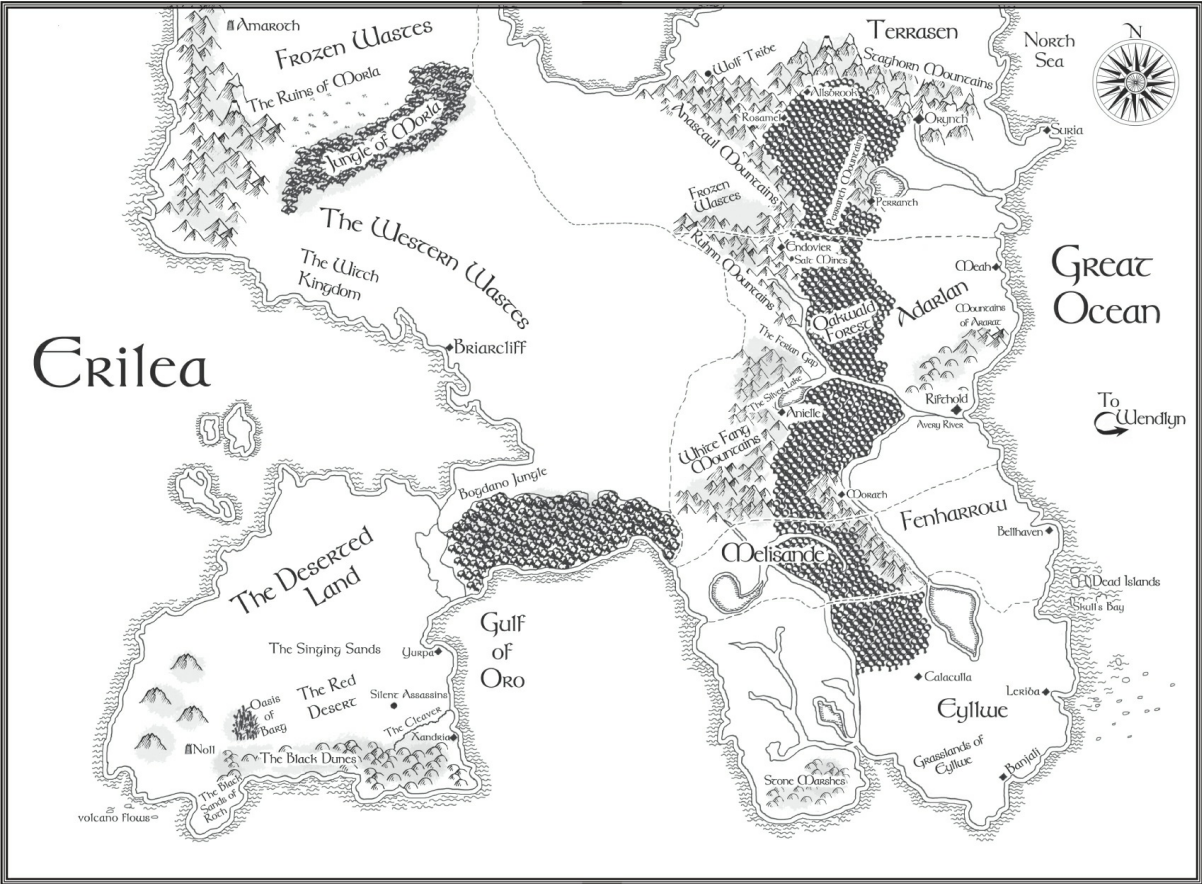 Amaroth
Frozen Wastes
The Ruins of Morla
Jungle of Morla
The Western Wastes
The Witch
Kingdom
Briarcliff
Erilea
Wolf Tribe
Terrasen
Staghorn Mountains
North
Sea
N
Allsbrook
Rosamel
Orynth
Suria
Anascaul Mountains
Perranth Mountains
Perranth
Frozen
Wastes
Ruhnn Mountains
Endovier
Salt Mines
Meah
Great
Ocean
Adarlan
Oakwald
Forest
Mountains
of Ararat
The Ferian Gap
The Silver Lake
Anielle
Rifthold
Avery River
To
Wendlyn
White Fang
Mountains
Morath
Fenharrow
Bellhaven
Melisande
Dead Islands
Skull's Bay
Bogdano Jungle
The Deserted
Land
Gulf
of
Oro
The Singing Sands
Yurpa
The Red
Desert
Silent Assassins
Oasis
of
Bary
The Cleaver
Xandria
Noll
The Black Dunes
The Black
Sands of
Roch
volcano flows
Calaculla
Leriba
Eyllwe
Grasslands of
Eyllwe
Banjali
Stone Marshes